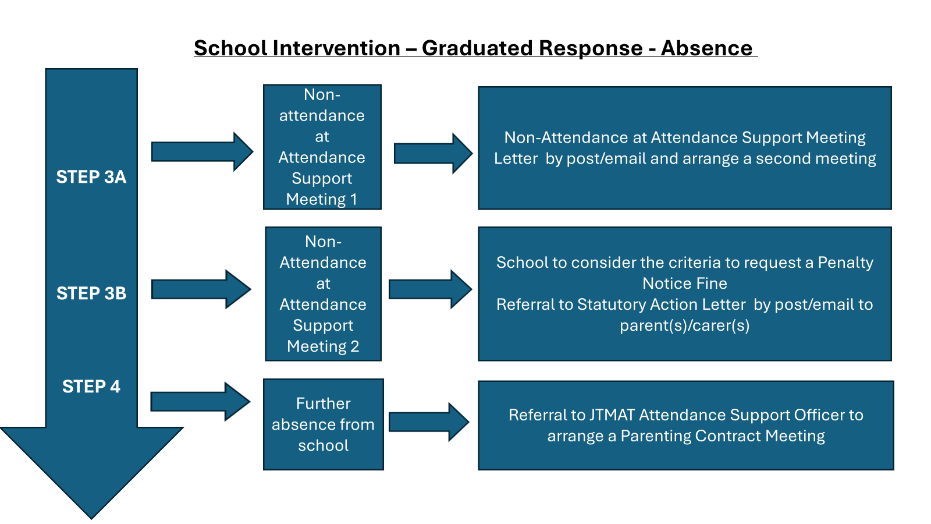 School Intervention – Graduated Response - Absence
STEP 3A
Non-
attendance
at
Attendance
Support
Meeting 1
Non-Attendance at Attendance Support Meeting
Letter by post/email and arrange a second meeting
STEP 3B
Non-
Attendance
at
Attendance
Support
Meeting 2
School to consider the criteria to request a Penalty
Notice Fine
Referral to Statutory Action Letter by post/email to
parent(s)/carer(s)
STEP 4
Further
absence from
school
Referral to JTMAT Attendance Support Officer to
arrange a Parenting Contract Meeting